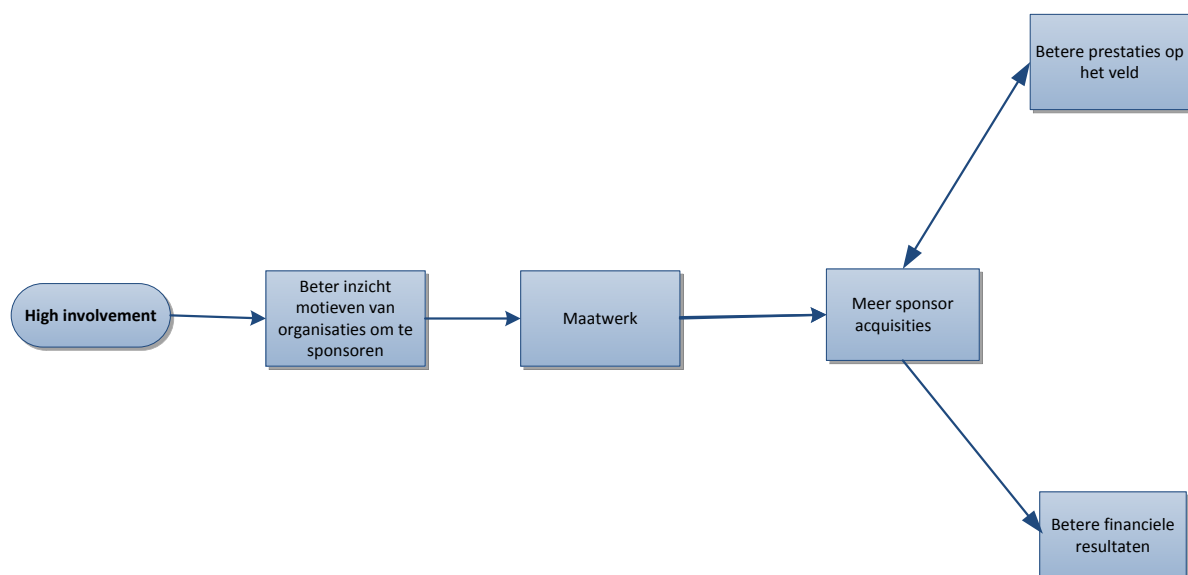 Betere prestaties op
het veld
High involvement
Beter inzicht
motieven van
organisaties om te
sponsoren
Maatwerk
Meer sponsor
acquisities
Betere financiele
resultaten